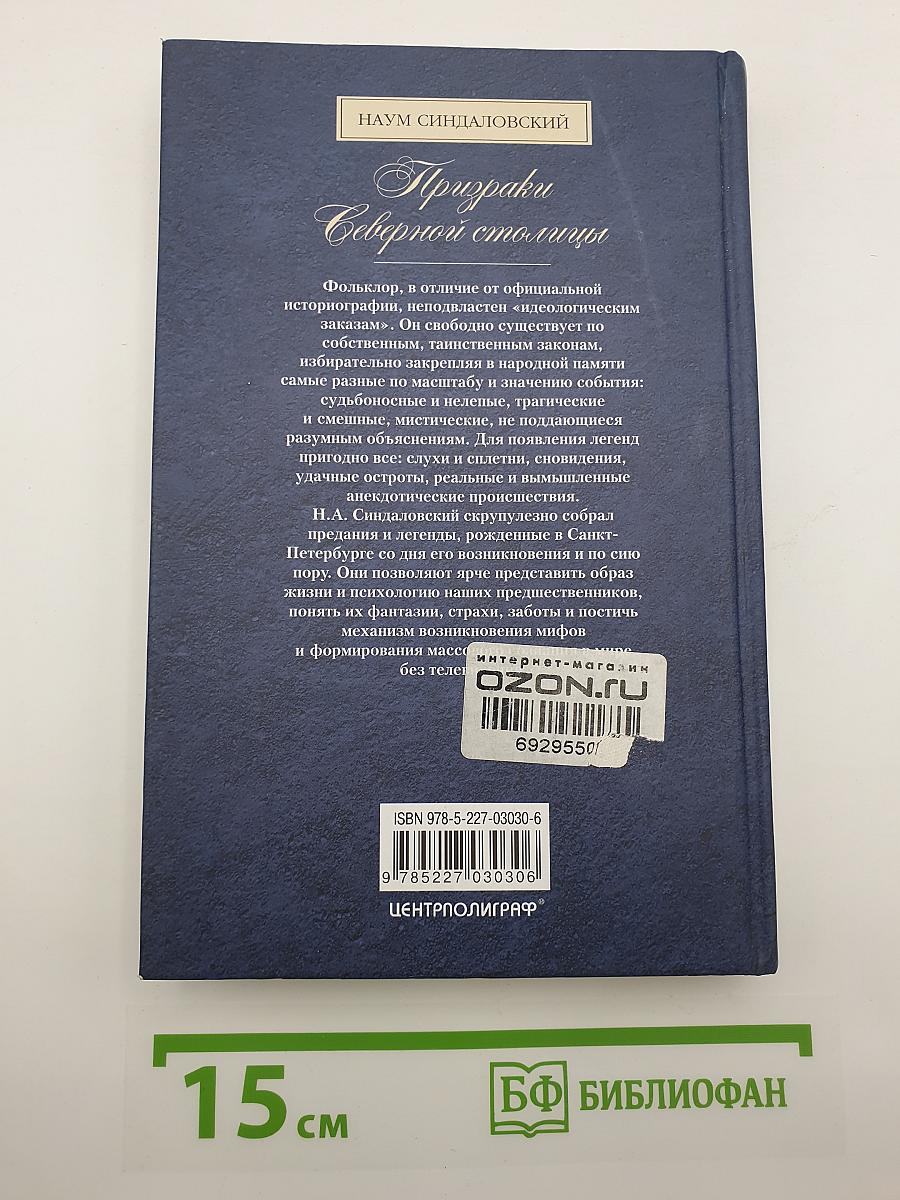 НАУМ СИНДАЛОВСКИЙ
Призраки
Северной столицы
Фольклор, в отличие от официальной
историографии, неподвластен «идеологическим
заказам». Он свободно существует по
собственным, таинственным законам,
избирательно закрепляя в народной памяти
самые разные по масштабу и значению события:
судьбоносные и нелепые, трагические
и смешные, мистические, не поддающиеся
разумным объяснениям. Для появления легенд
пригодно все: слухи и сплетни, сновидения,
удачные остроты, реальные и вымышленные
анекдотические происшествия.
Н.А. Синдаловский скрупулезно собрал
предания и легенды, рожденные в Санкт-
Петербурге со дня его возникновения и по сию
пору. Они позволяют ярче представить образ
жизни и психологию наших предшественников,
понять их фантазии, страхи, заботы и постичь
механизм возникновения мифов
и формирования массового сознания в мире
без
интернет-магазин
OZON.ru
6929550
ISBN 978-5-227-03030-6
9 785227 030306
ЦЕНТРПОЛИГРАФ®
15 см
БФ БИБЛИОФАН